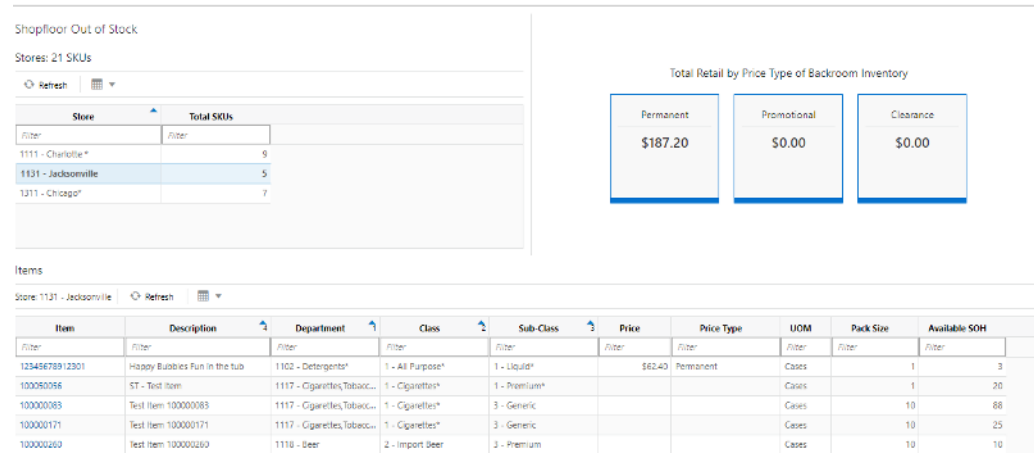 Shopfloor Out of Stock
Stores: 21 SKUs
Refresh
Store Total SKUs
Filter Filter
1111 - Charlotte* 9
1131 - Jacksonville 5
1311 - Chicago* 7
Total Retail by Price Type of Backroom Inventory
Permanent Promotional Clearance
$187.20 $0.00 $0.00
Items
Store: 1131 - Jacksonville Refresh
Item Description 4 Department 1 Class 2 Sub-Class 3 Price Price Type UOM Pack Size Available SOH
Filter Filter Filter Filter Filter Filter Filter Filter Filter Filter
12345678912301 Happy Bubbles Fun in the tub 1102 - Detergents* 1 - All Purpose* 1 - Liquid* $62.40 Permanent Cases 1 3
100050056 ST - Test Item 1117 - Cigarettes,Tobacc... 1 - Cigarettes* 1 - Premium* Cases 1 20
100000083 Test Item 100000083 1117 - Cigarettes,Tobacc... 1 - Cigarettes* 3 - Generic Cases 10 88
100000171 Test Item 100000171 1117 - Cigarettes,Tobacc... 1 - Cigarettes* 3 - Generic Cases 10 25
100000260 Test Item 100000260 1118 - Beer 2 - Import Beer 3 - Premium Cases 10 10